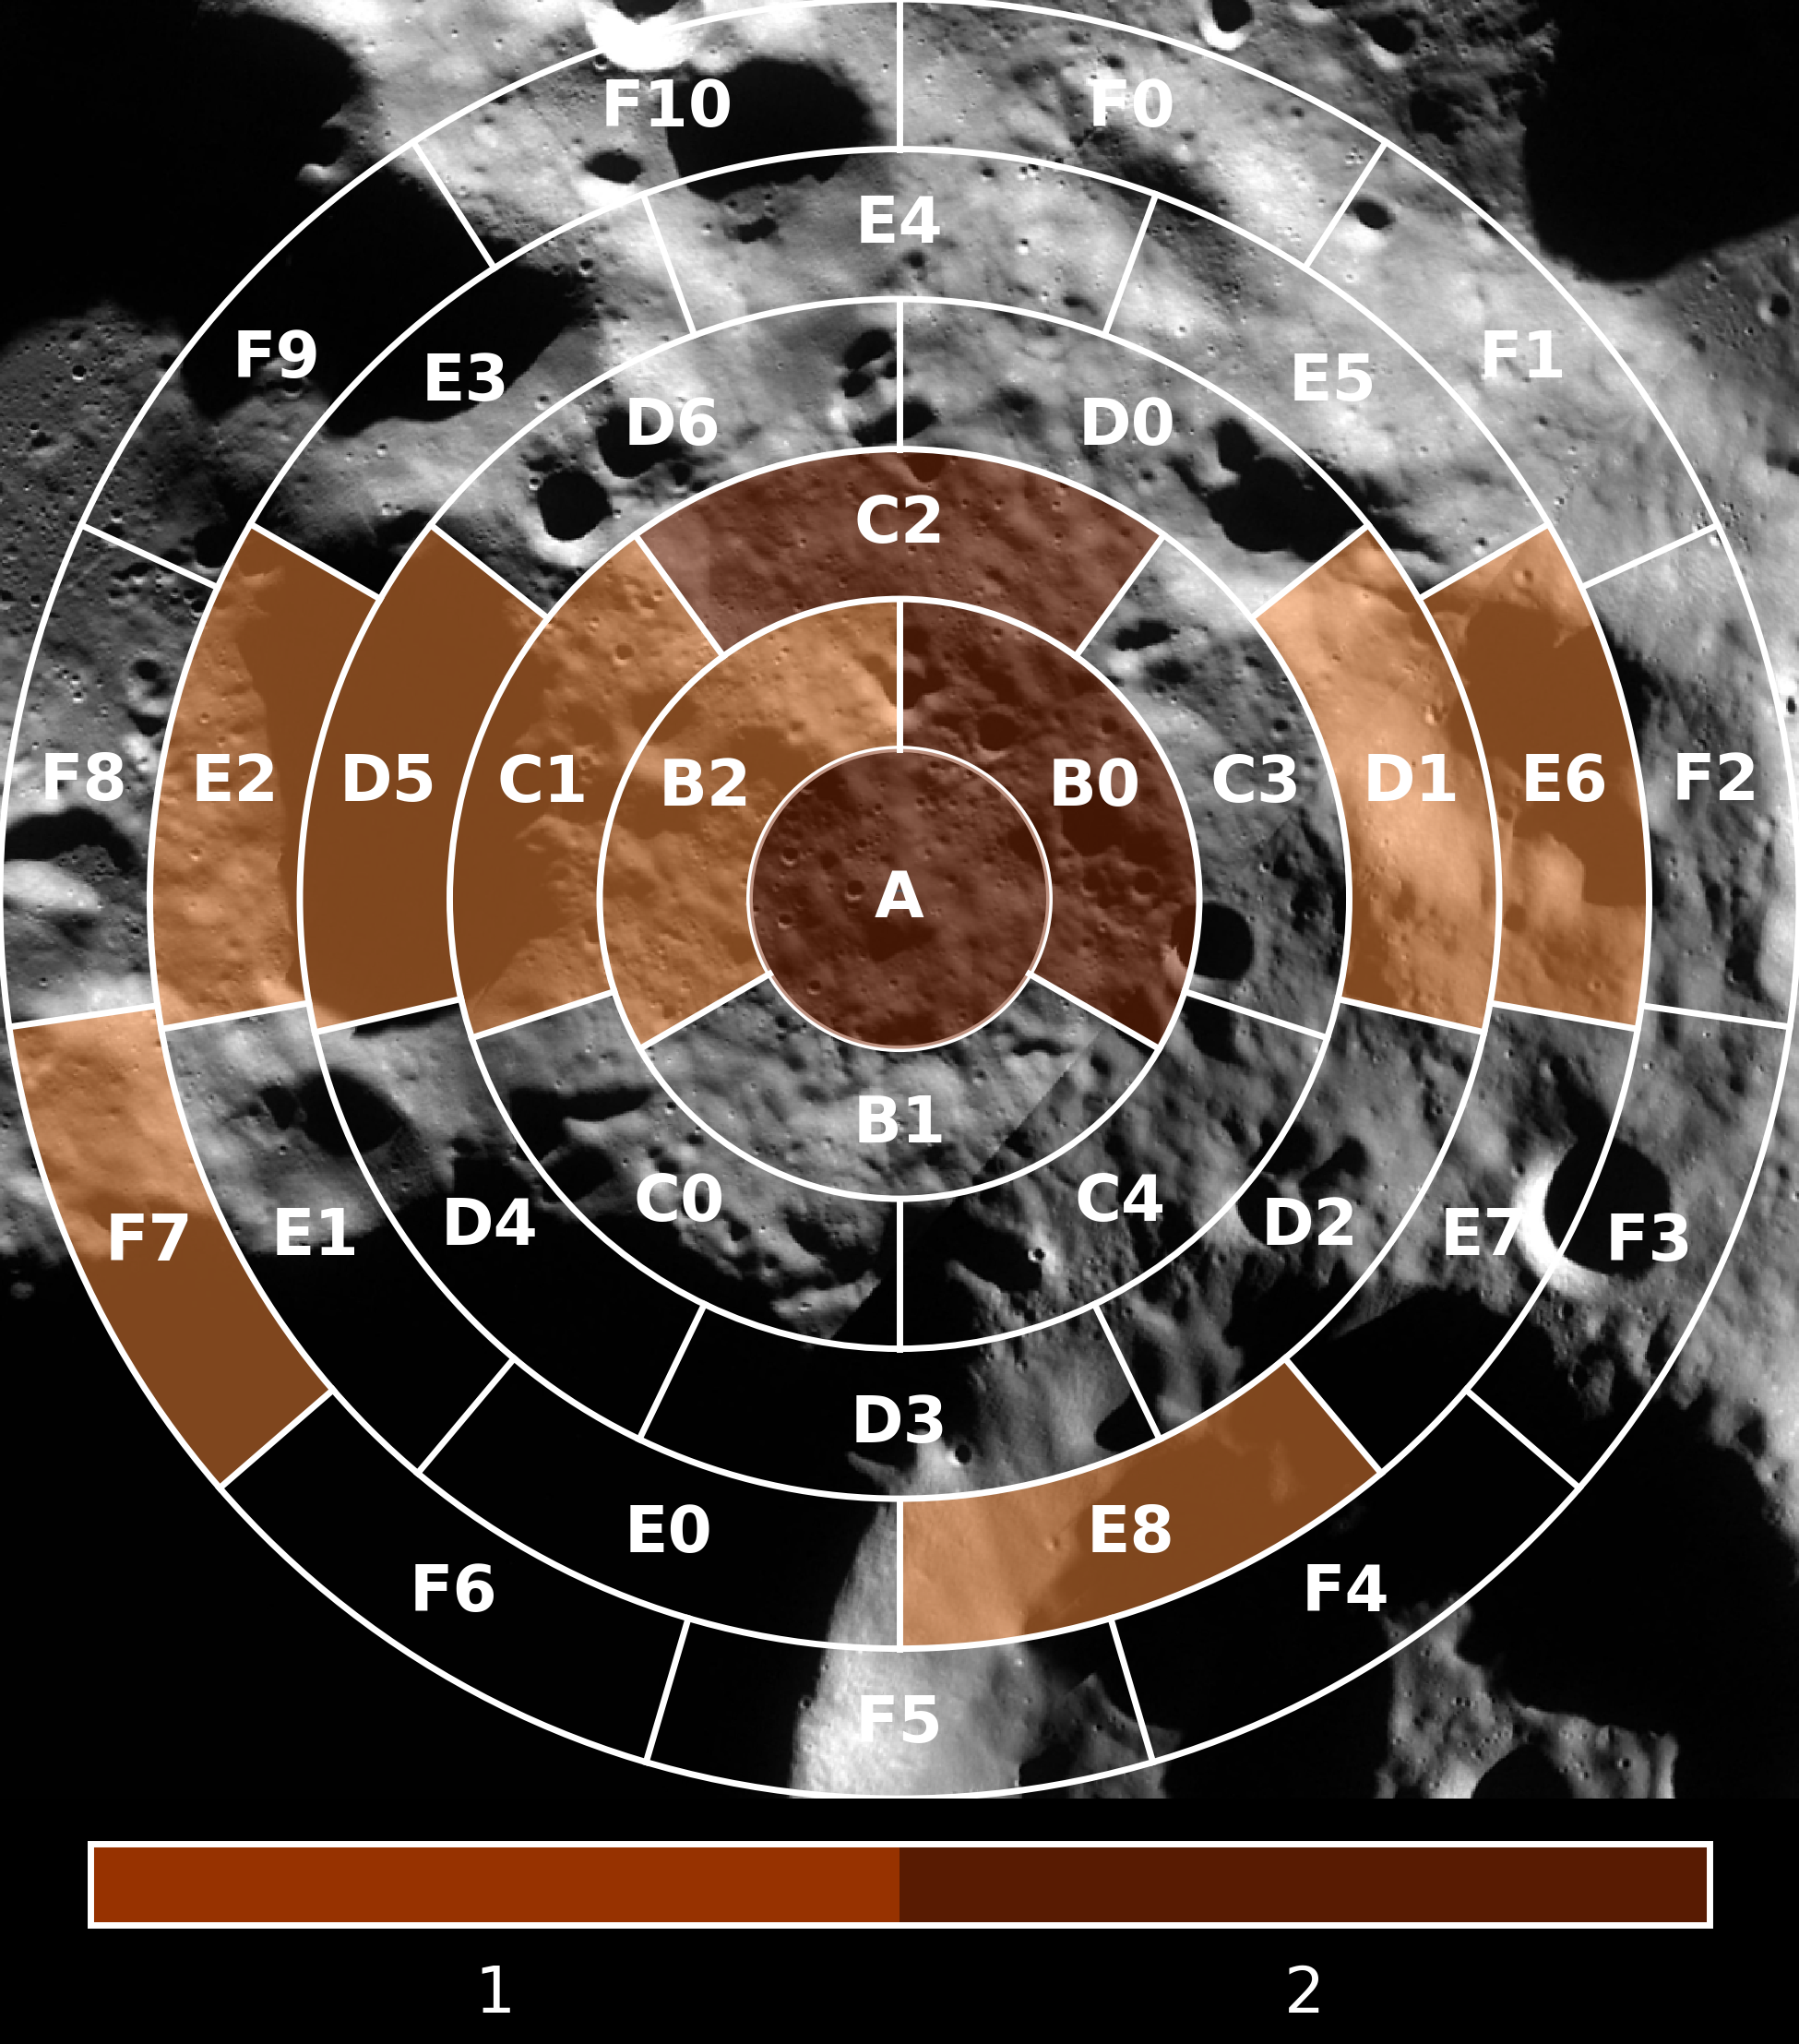 F10 F0
E4
F9 E3 E5 F1
D6 D0
C2
F8 E2 D5 C1 B2 B0 C3 D1 E6 F2
A
B1
F7 E1 D4 C0 C4 D2 E7 F3
D3
E0 E8
F6 F4
F5
1 2